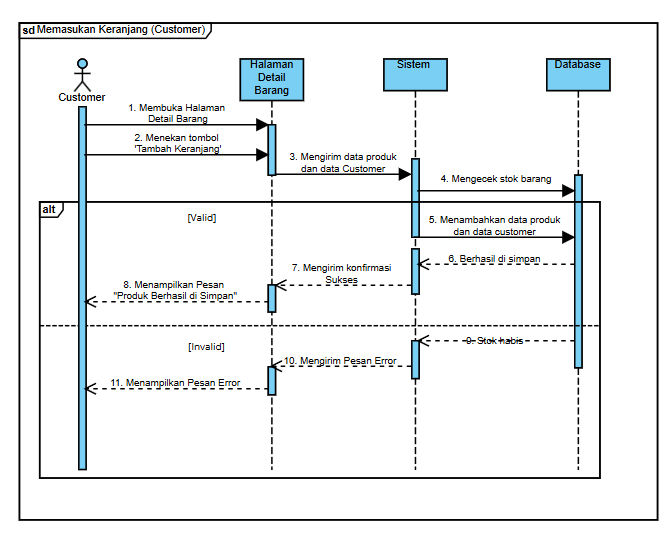 sd Memasukan Keranjang (Customer)
Customer
Halaman
Detail
Barang
Sistem
Database
1. Membuka Halaman
Detail Barang
2. Menekan tombol
'Tambah Keranjang'
3. Mengirim data produk
dan data Customer
4. Mengecek stok barang
alt
[Valid]
5. Menambahkan data produk
dan data customer
6. Berhasil di simpan
7. Mengirim konfirmasi
Sukses
8. Menampilkan Pesan
"Produk Berhasil di Simpan"
[Invalid]
9. Stok habis
10. Mengirim Pesan Error
11. Menampilkan Pesan Error